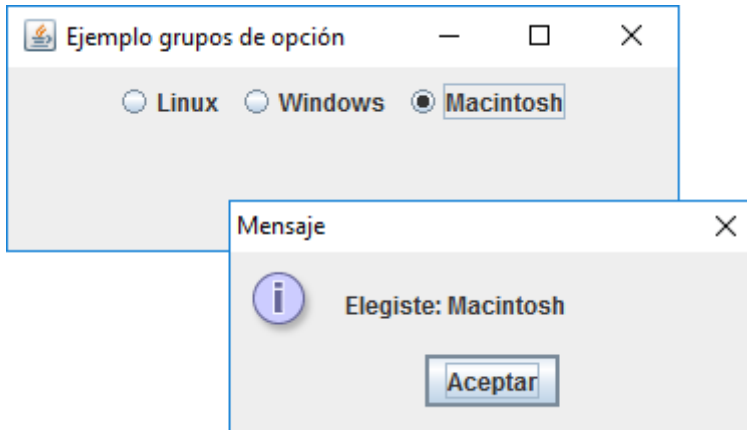 Ejemplo grupos de opción
Linux Windows Macintosh
Mensaje
i
Elegiste: Macintosh
Aceptar